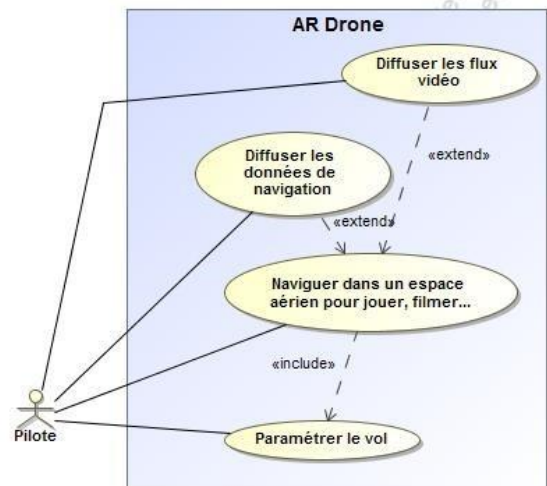 AR Drone
Diffuser les flux
vidéo
«extend»
Diffuser les
données de
navigation
«extend»
Naviguer dans un espace
aérien pour jouer, filmer...
«include»
Paramétrer le vol
Pilote